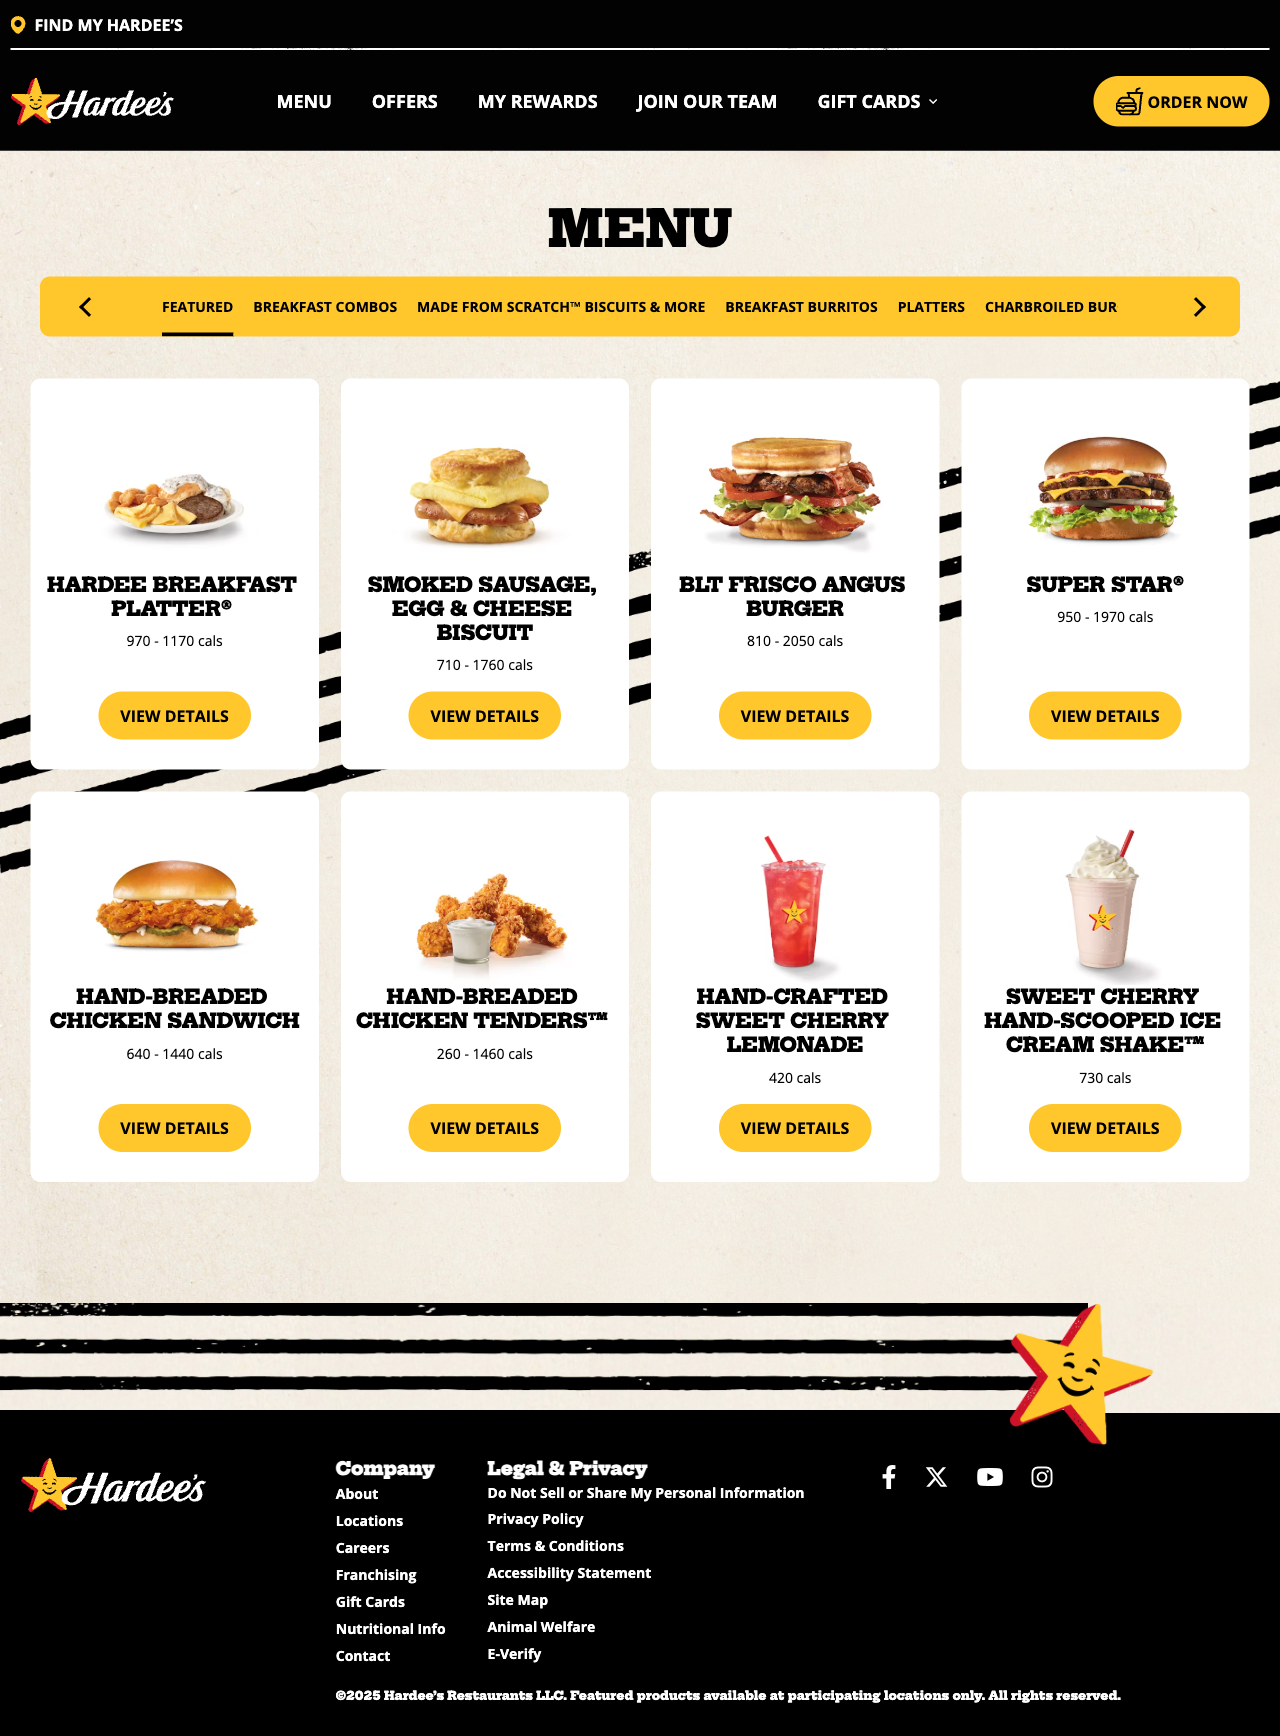 FIND MY HARDEE'S
Hardee's
MENU
OFFERS
MY REWARDS
JOIN OUR TEAM
GIFT CARDS
ORDER NOW
MENU
FEATURED
BREAKFAST COMBOS
MADE FROM SCRATCH™ BISCUITS & MORE
BREAKFAST BURRITOS
PLATTERS
CHARBROILED BUR
HARDEE BREAKFAST
PLATTER®
970 - 1170 cals
VIEW DETAILS
SMOKED SAUSAGE,
EGG & CHEESE
BISCUIT
710 - 1760 cals
VIEW DETAILS
BLT FRISCO ANGUS
BURGER
810 - 2050 cals
VIEW DETAILS
SUPER STAR®
950 - 1970 cals
VIEW DETAILS
HAND-BREADED
CHICKEN SANDWICH
640 - 1440 cals
VIEW DETAILS
HAND-BREADED
CHICKEN TENDERS™
260 - 1460 cals
VIEW DETAILS
HAND-CRAFTED
SWEET CHERRY
LEMONADE
420 cals
VIEW DETAILS
SWEET CHERRY
HAND-SCOOPED ICE
CREAM SHAKE™
730 cals
VIEW DETAILS
Hardee's
Company
About
Locations
Careers
Franchising
Gift Cards
Nutritional Info
Contact
Legal & Privacy
Do Not Sell or Share My Personal Information
Privacy Policy
Terms & Conditions
Accessibility Statement
Site Map
Animal Welfare
E-Verify
©2025 Hardee's Restaurants LLC. Featured products available at participating locations only. All rights reserved.